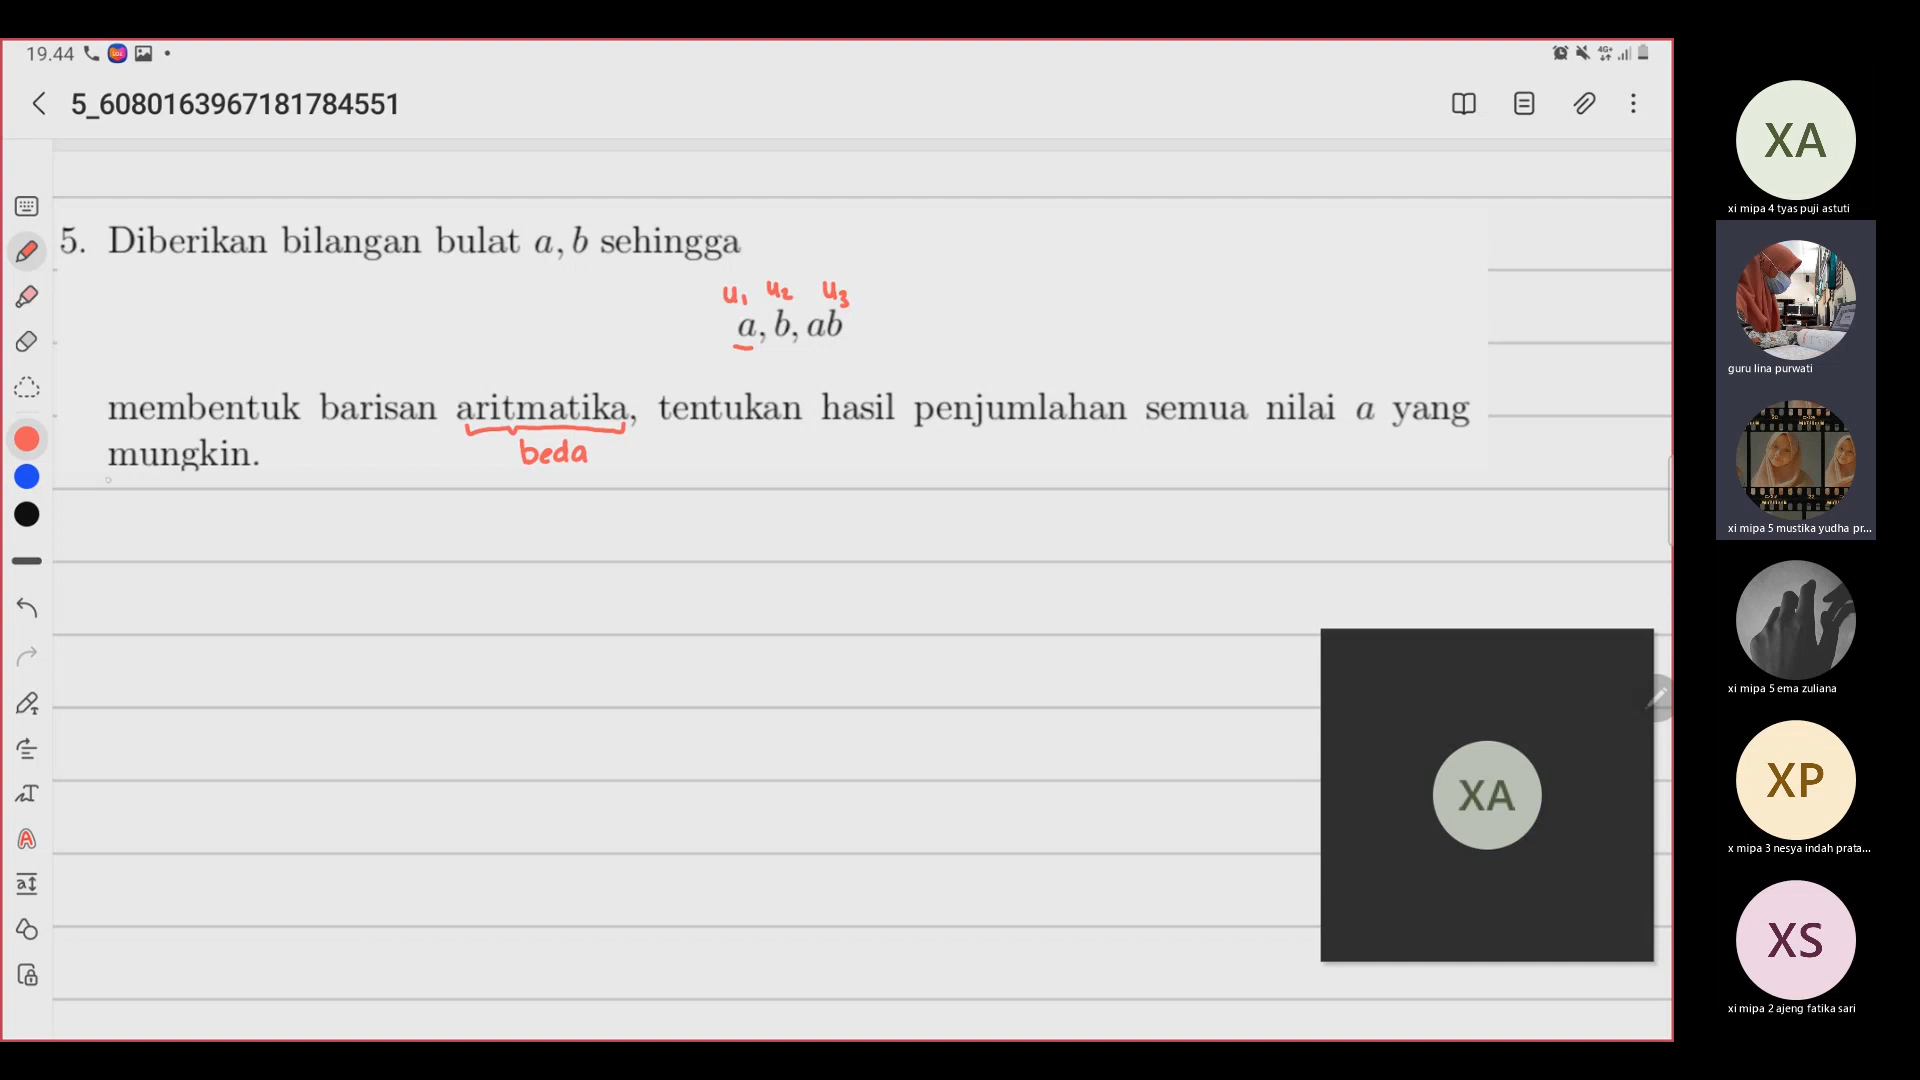 19.44
4G+
5_6080163967181784551
5. Diberikan bilangan bulat a, b sehingga
u1 u2 u3
a, b, ab
membentuk barisan aritmatika, tentukan hasil penjumlahan semua nilai a yang
beda
mungkin.
XA
XA
xi mipa 4 tyas puji astuti
guru lina purwati
xi mipa 5 mustika yudha pr...
xi mipa 5 ema zuliana
XP
x mipa 3 nesya indah prata...
XS
xi mipa 2 ajeng fatika sari